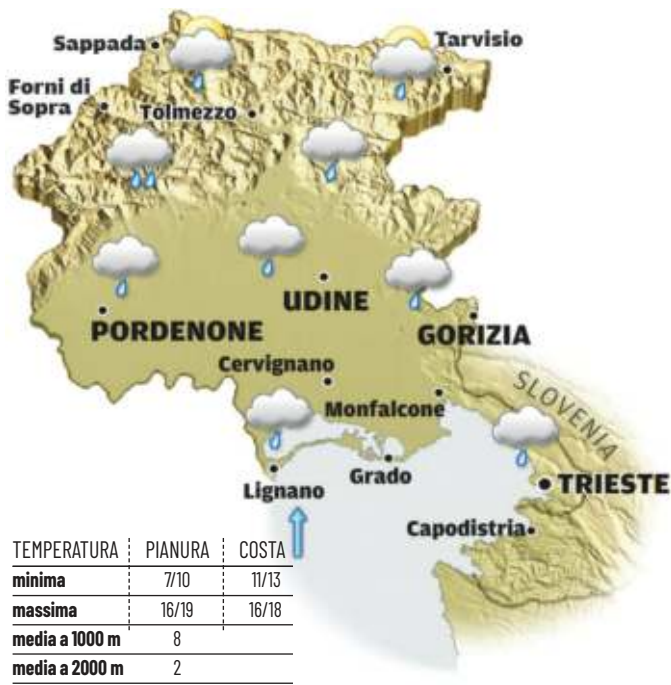 Sappada
Tarvisio
Forni di
Sopra
Tolmezzo
UDINE
PORDENONE
GORIZIA
Cervignano
SLOVENIA
Monfalcone
Grado
Lignano
TRIESTE
Capodistria
TEMPERATURA PIANURA COSTA
minima 7/10 11/13
massima 16/19 16/18
media a 1000 m 8
media a 2000 m 2